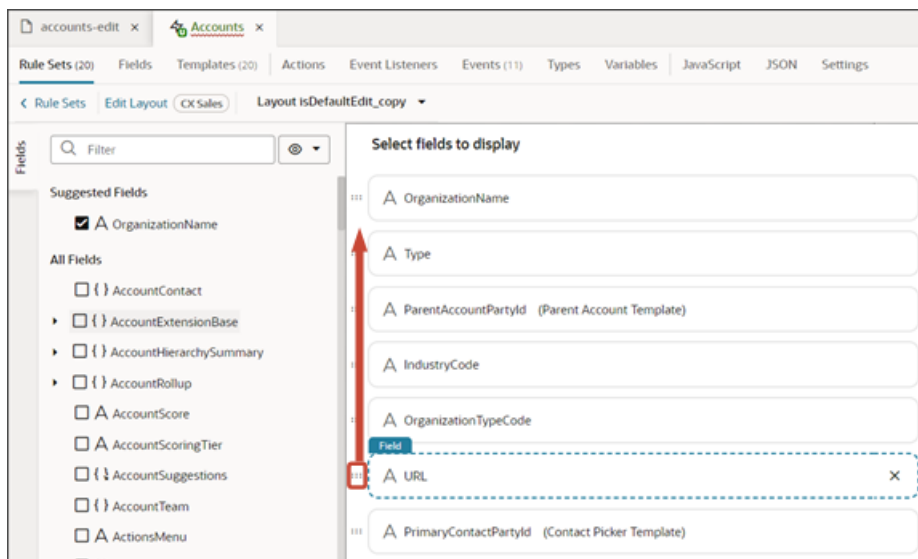 accounts-edit × Accounts ×
Rule Sets (20) Fields Templates (20) Actions Event Listeners Events (11) Types Variables JavaScript JSON Settings
Rule Sets Edit Layout CX Sales Layout isDefaultEdit_copy
Fields
Filter
Suggested Fields
A OrganizationName
All Fields
{ } AccountContact
{ } AccountExtensionBase
{ } AccountHierarchySummary
{ } AccountRollup
A AccountScore
A AccountScoringTier
{ } AccountSuggestions
{ } AccountTeam
A ActionsMenu
Select fields to display
A OrganizationName
A Type
A ParentAccountPartyId (Parent Account Template)
A IndustryCode
A OrganizationTypeCode
Field
A URL ×
A PrimaryContactPartyId (Contact Picker Template)